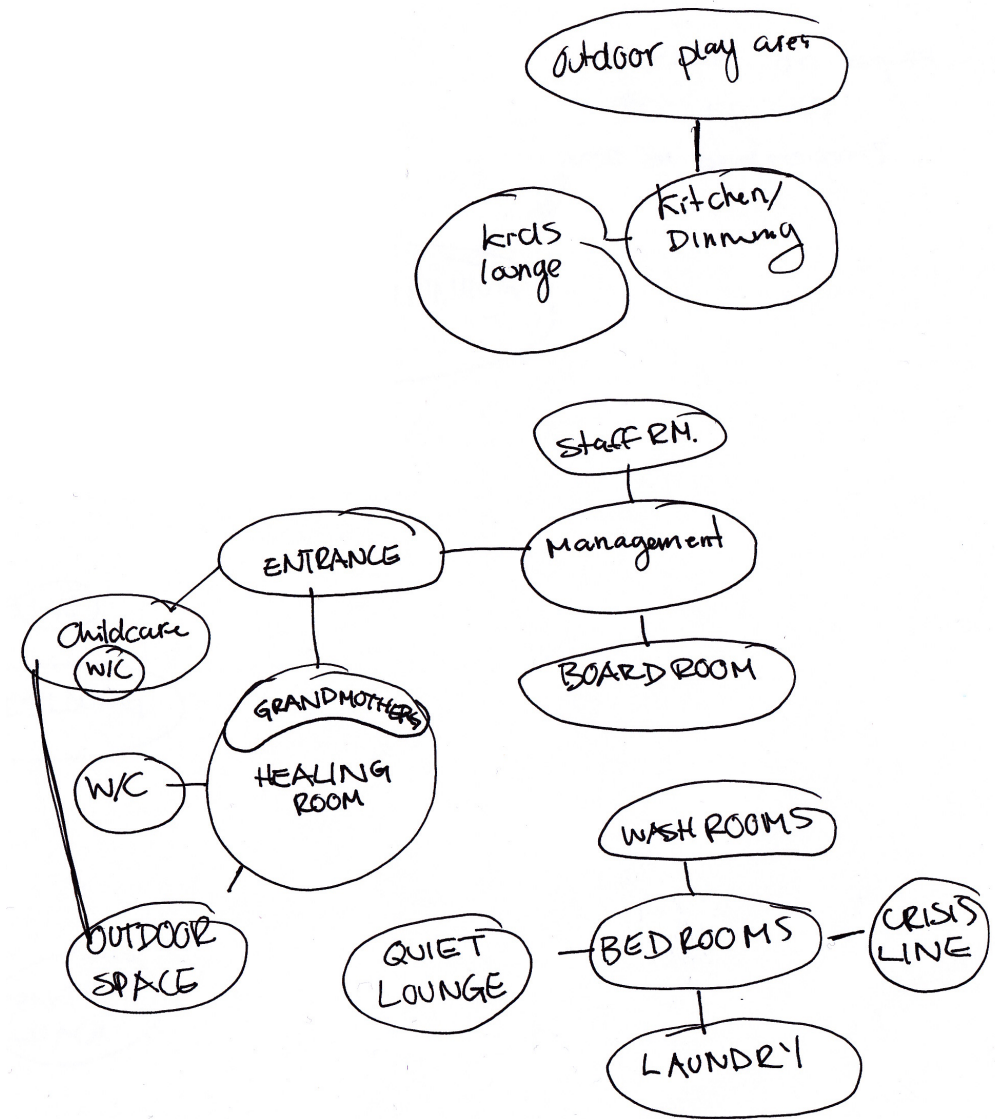 Outdoor play area
Kitchen/
Dinning
kids
lounge
Staff RM.
ENTRANCE
Management
Childcare
W/C
BOARDROOM
GRANDMOTHERS
HEALING
ROOM
W/C
WASHROOMS
OUTDOOR
SPACE
QUIET
LOUNGE
BEDROOMS
CRISIS
LINE
LAUNDRY